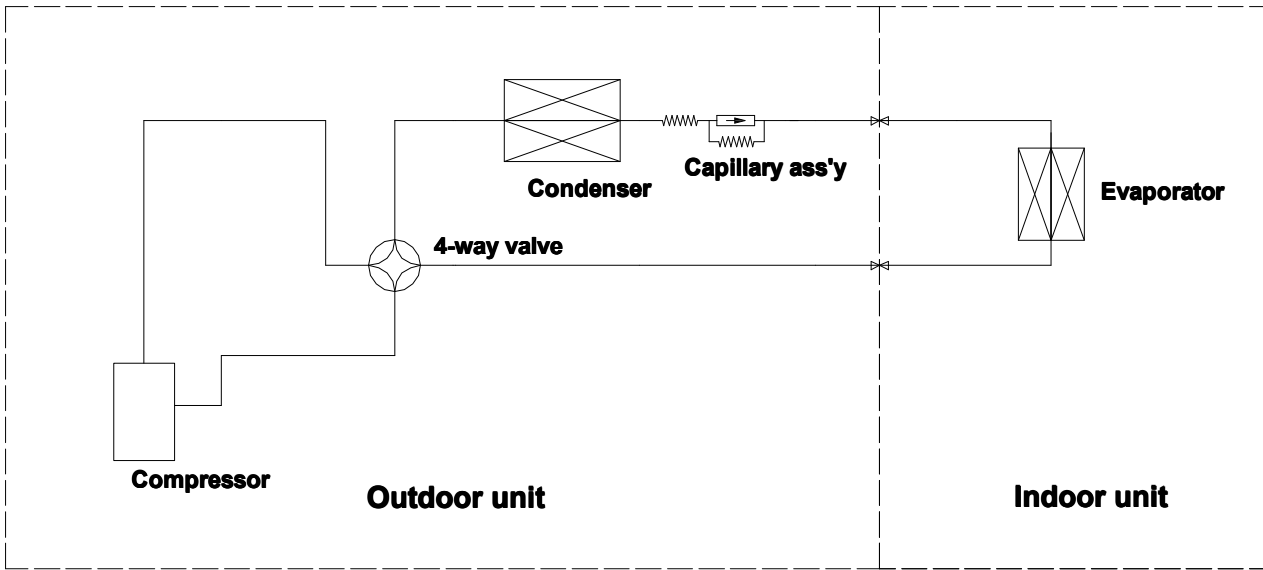 Capillary ass'y
Condenser
Evaporator
4-way valve
Compressor
Outdoor unit
Indoor unit